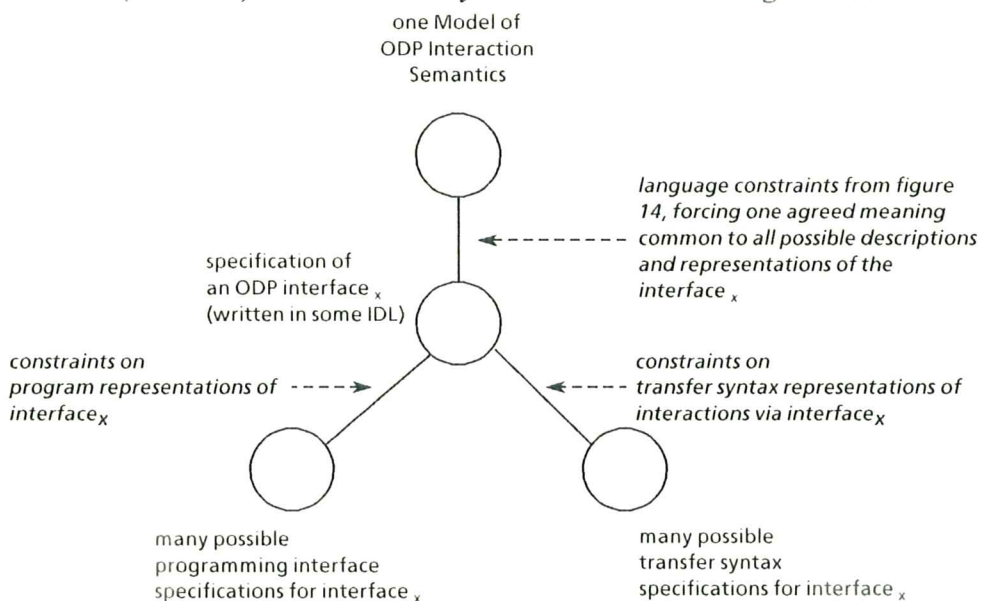 one Model of
ODP Interaction
Semantics
language constraints from figure
14, forcing one agreed meaning
common to all possible descriptions
and representations of the
interface x
specification of
an ODP interface x
(written in some IDL)
constraints on
program representations of
interfacex
constraints on
transfer syntax representations of
interactions via interfacex
many possible
programming interface
specifications for interface x
many possible
transfer syntax
specifications for interface x